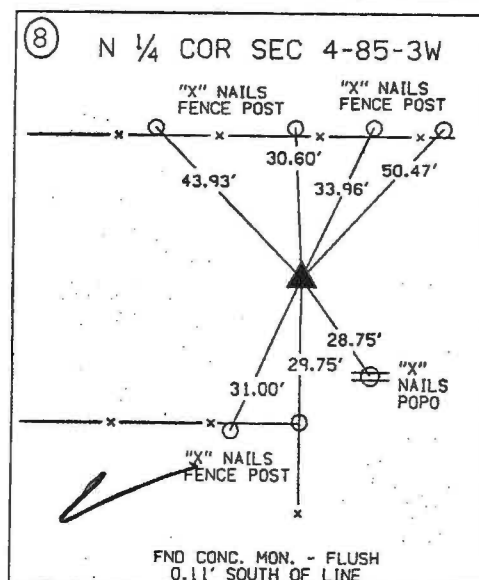 8
N 1/4 COR SEC 4-85-3W
"X" NAILS
FENCE POST
"X" NAILS
FENCE POST
43.93'
30.60'
33.96'
50.47'
31.00'
29.75'
28.75'
"X"
NAILS
POPO
"X" NAILS
FENCE POST
FND CONC. MON. - FLUSH
0.11' SOUTH OF LINE